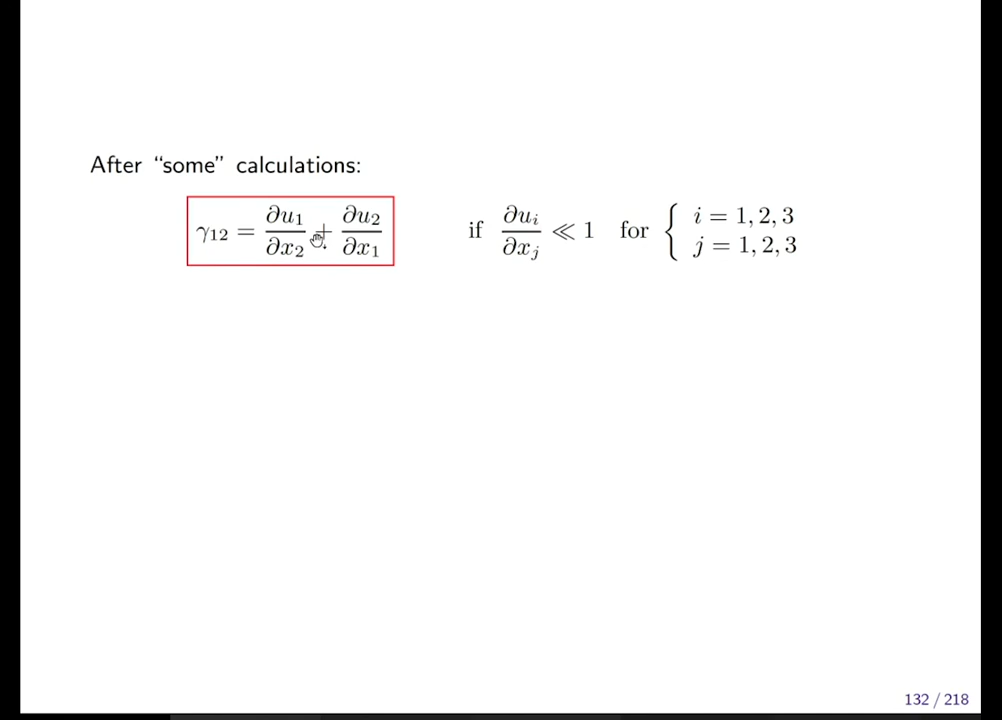 After “some” calculations:
γ₁₂ = ∂u₁/∂x₂ + ∂u₂/∂x₁ if ∂uᵢ/∂xⱼ ≪ 1 for { i = 1, 2, 3 j = 1, 2, 3
132 / 218